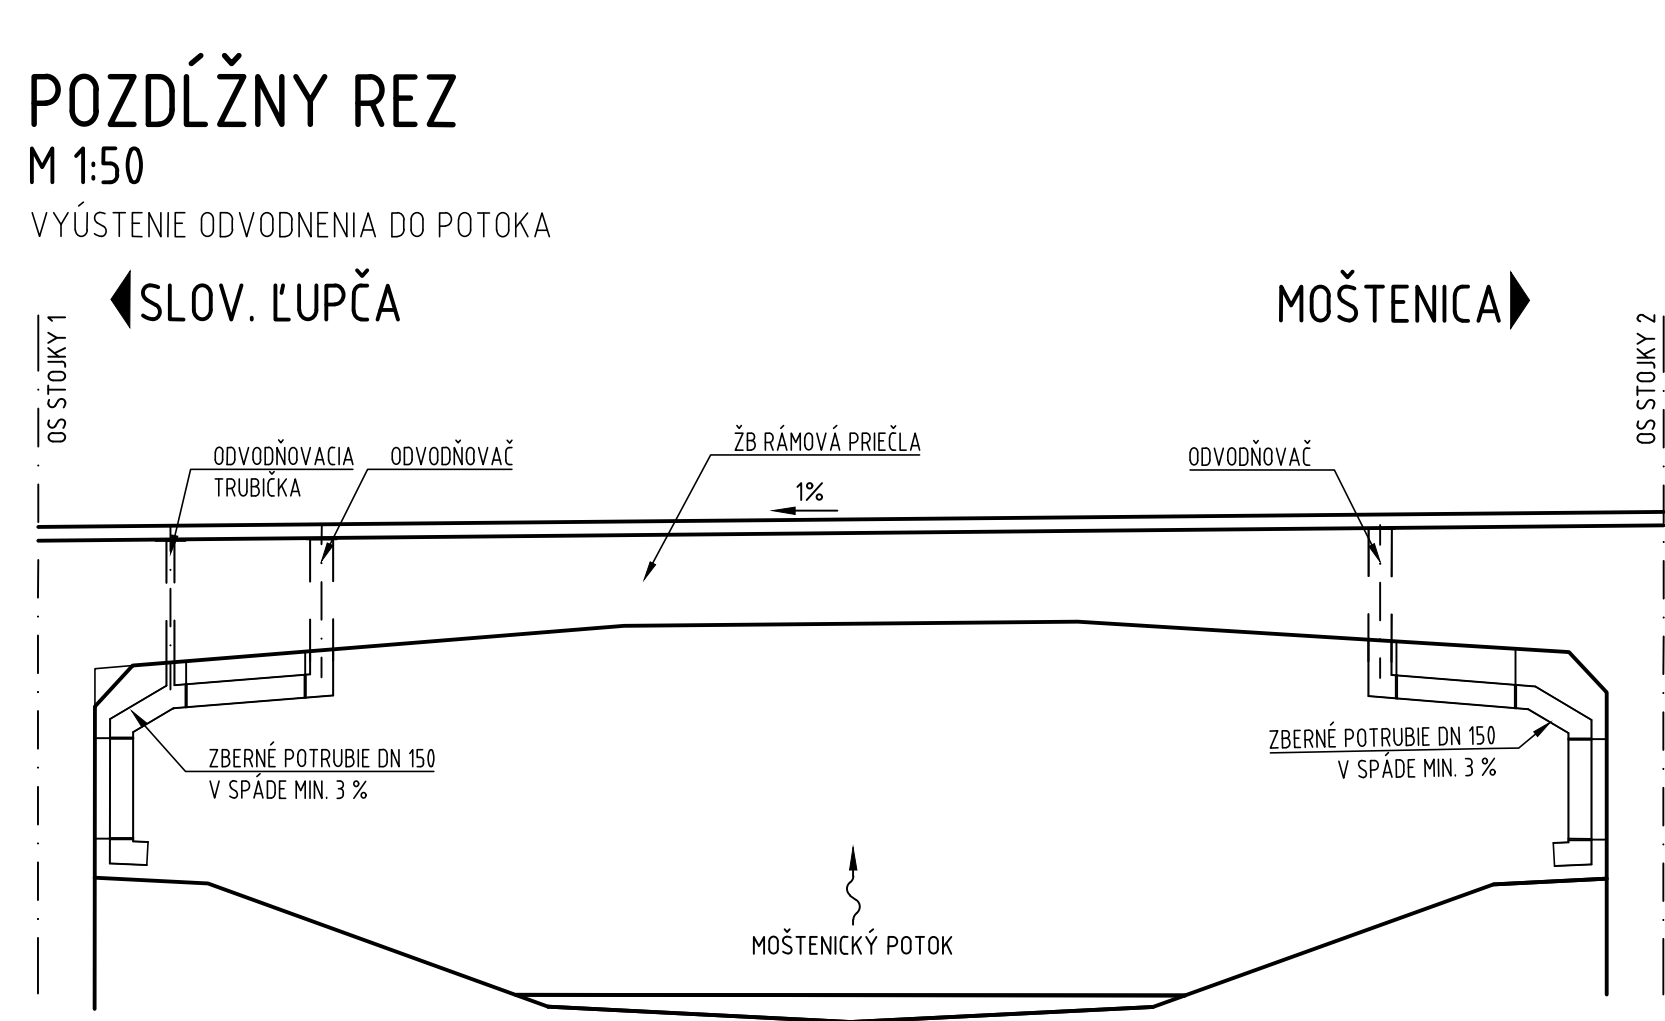 POZDĹŽNY REZ
M 1:50
VYÚSTENIE ODVODNENIA DO POTOKA
SLOV. ĽUPČA
MOŠTENICA
OS STOJKY 1
OS STOJKY 2
ODVODŇOVACIA
TRUBIČKA
ODVODŇOVAČ
ŽB RÁMOVÁ PRIEČLA
ODVODŇOVAČ
1%
ZBERNÉ POTRUBIE DN 150
V SPÁDE MIN. 3 %
ZBERNÉ POTRUBIE DN 150
V SPÁDE MIN. 3 %
MOŠTENICKÝ POTOK